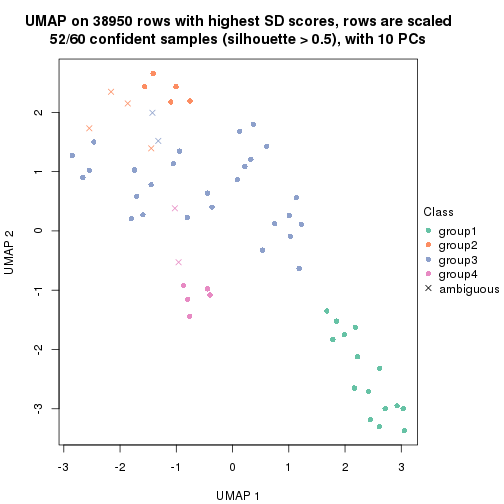 UMAP on 38950 rows with highest SD scores, rows are scaled
52/60 confident samples (silhouette > 0.5), with 10 PCs
UMAP 2
2
1
0
-1
-2
-3
-3
-2
-1
0
1
2
3
UMAP 1
Class
group1
group2
group3
group4
ambiguous